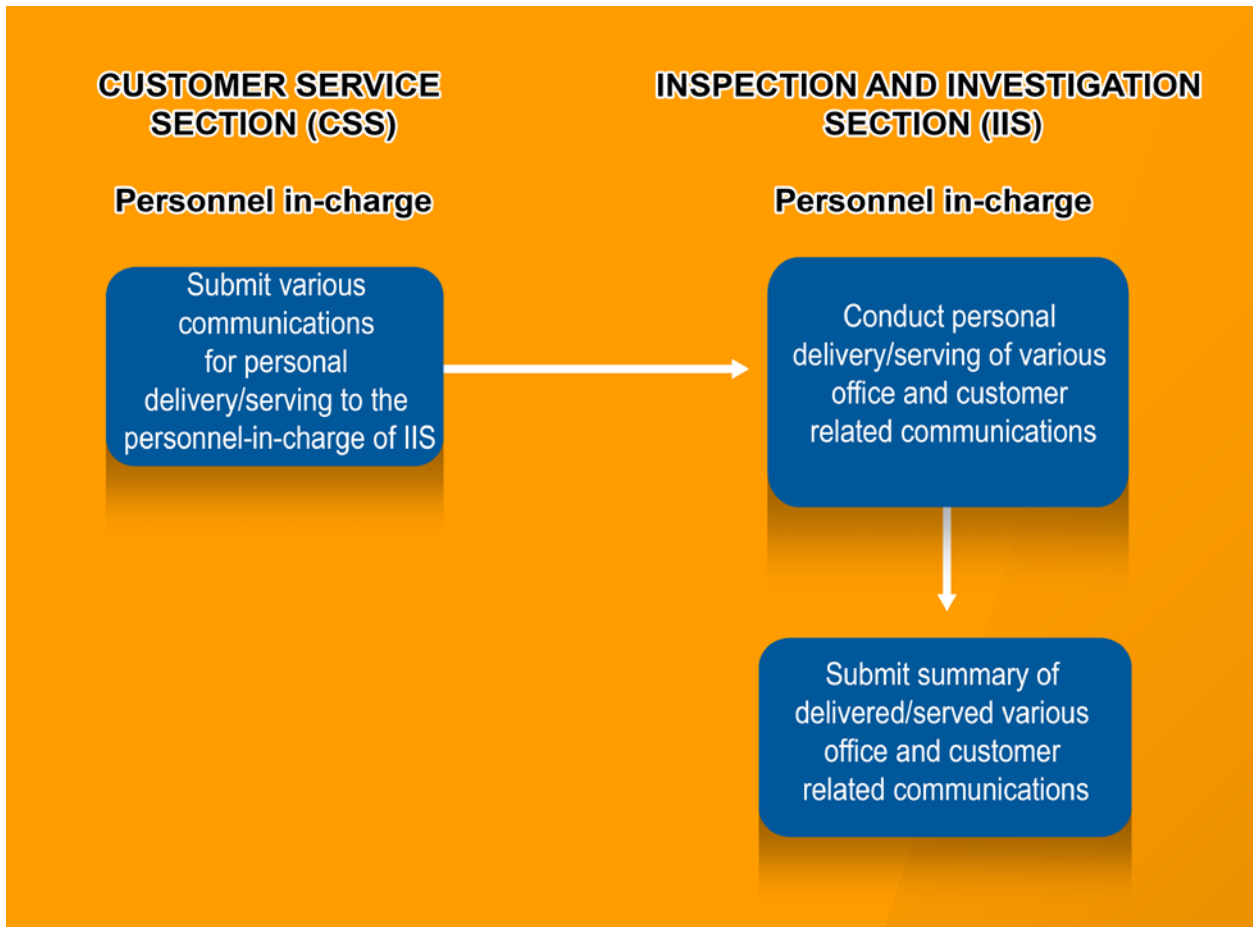 CUSTOMER SERVICE
SECTION (CSS)
Personnel in-charge
Submit various
communications
for personal
delivery/serving to the
personnel-in-charge of IIS
INSPECTION AND INVESTIGATION
SECTION (IIS)
Personnel in-charge
Conduct personal
delivery/serving of various
office and customer
related communications
Submit summary of
delivered/served various
office and customer
related communications